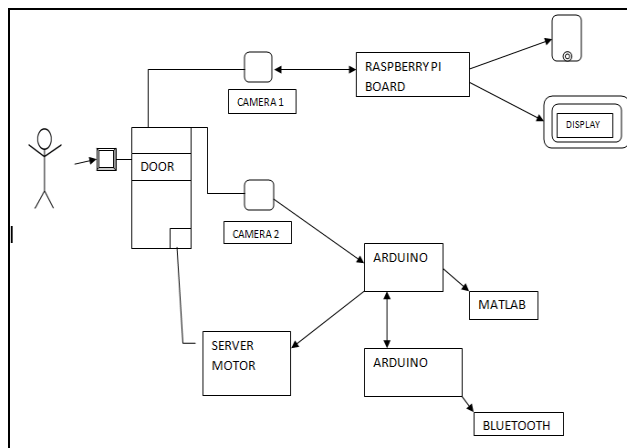 RASPBERRY PI
BOARD
CAMERA 1
DISPLAY
DOOR
CAMERA 2
ARDUINO
MATLAB
SERVER
MOTOR
ARDUINO
BLUETOOTH